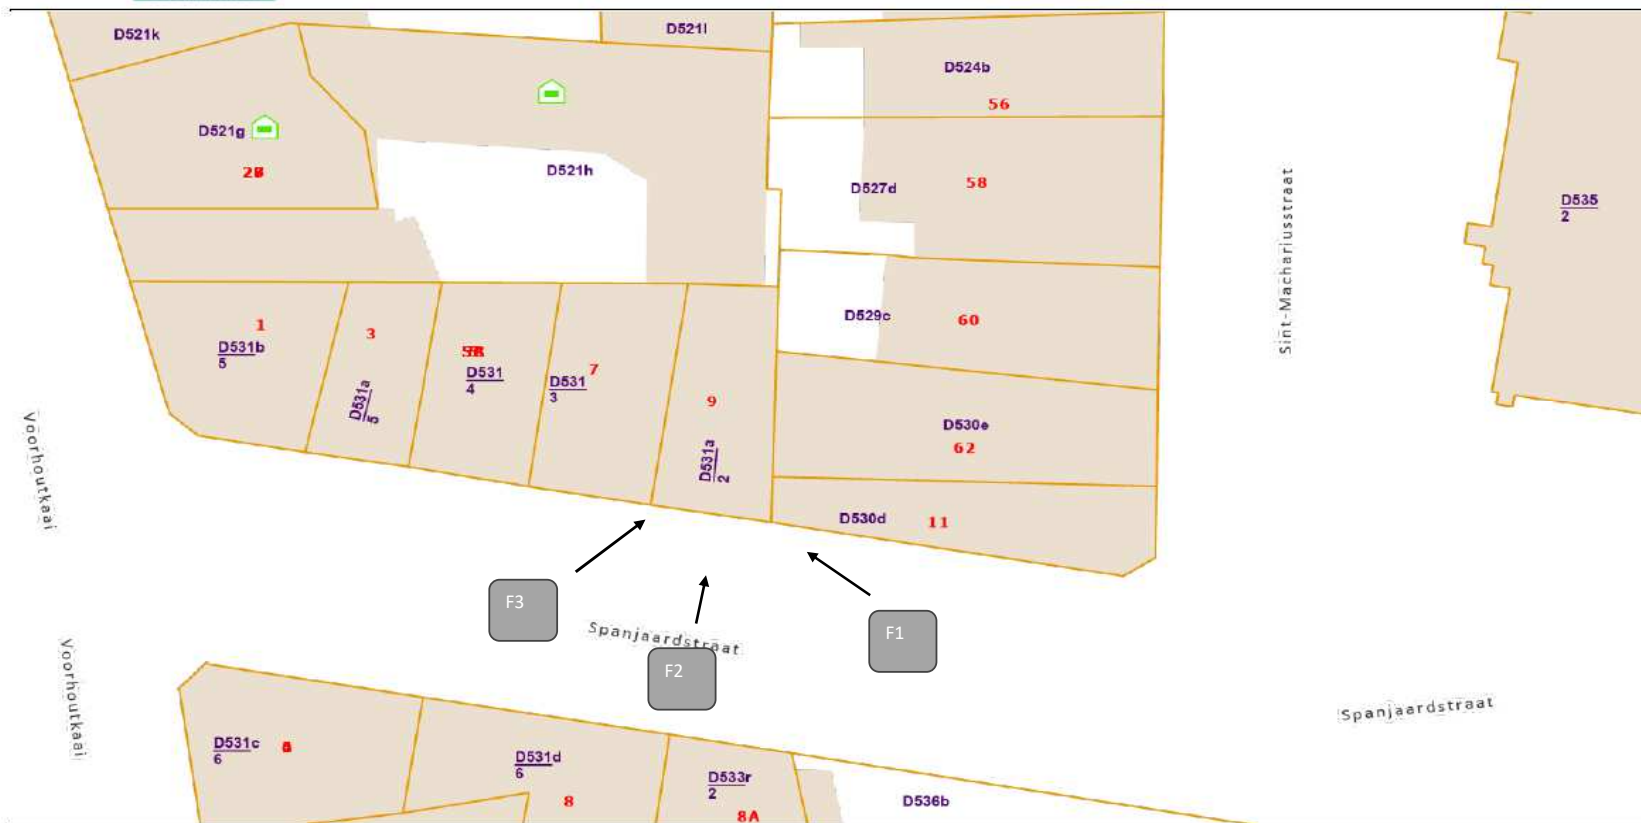 D521k
D521l
D524b
56
D521g
2
D521h
D527d
58
Sint-Machariusstraat
D535
2
1
D531b
5
3
D531a
5
D531
4
7
D531
3
9
D531a
2
D529c
60
D530e
62
D530d
11
Voorhoutkaai
F3
Spanjaardstraat
F2
F1
Voorhoutkaai
Spanjaardstraat
D531c
6
D531d
6
8
D533r
2
8A
D536b